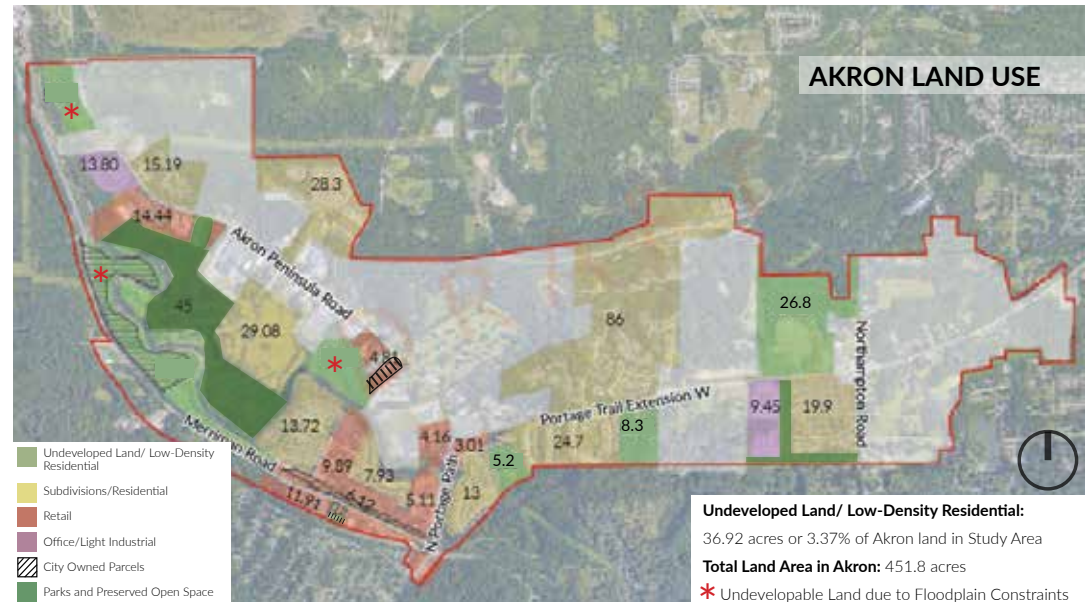 AKRON LAND USE
13.80
15.19
28.3
14.44
Akron Peninsula Road
45
29.08
4.81
86
26.8
Northampton Road
Portage Trail Extension W
9.45
19.9
8.3
24.7
5.2
13.72
4.16
3.01
Merriman Road
9.89
7.93
6.12
5.11
13
N Portage Path
11.91
Undeveloped Land/ Low-Density
Residential
Subdivisions/Residential
Retail
Office/Light Industrial
City Owned Parcels
Parks and Preserved Open Space
Undeveloped Land/ Low-Density Residential:
36.92 acres or 3.37% of Akron land in Study Area
Total Land Area in Akron: 451.8 acres
* Undevelopable Land due to Floodplain Constraints